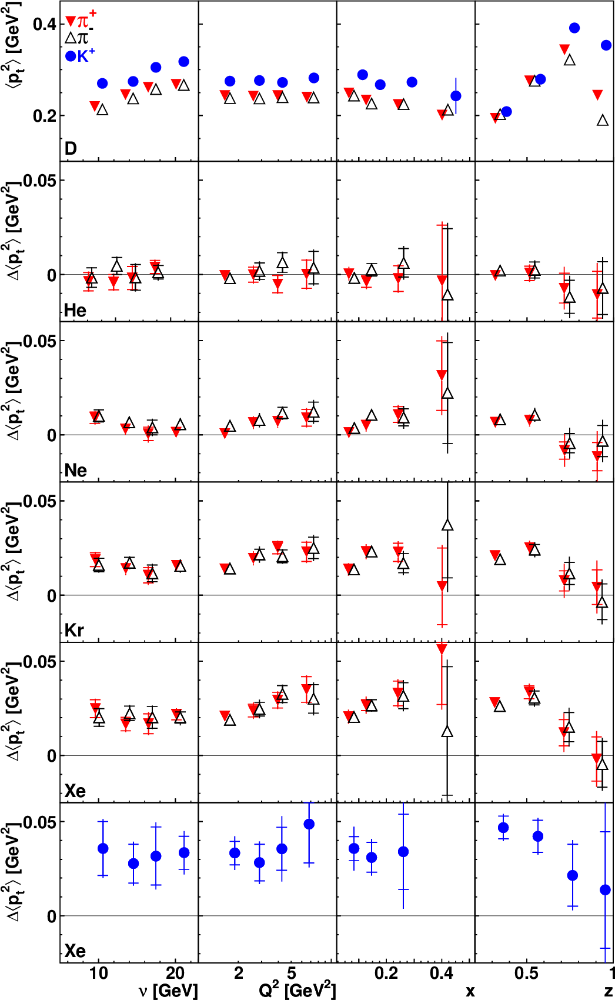 ⟨p_t^2⟩ [GeV^2]
0.4
0.2
π^+
π^-
K^+
D
Δ⟨p_t^2⟩ [GeV^2]
0.05
0
He
Δ⟨p_t^2⟩ [GeV^2]
0.05
0
Ne
Δ⟨p_t^2⟩ [GeV^2]
0.05
0
Kr
Δ⟨p_t^2⟩ [GeV^2]
0.05
0
Xe
Δ⟨p_t^2⟩ [GeV^2]
0.05
0
Xe
10 20 2 5 0.2 0.4 0.5 1
ν [GeV] Q^2 [GeV^2] x z